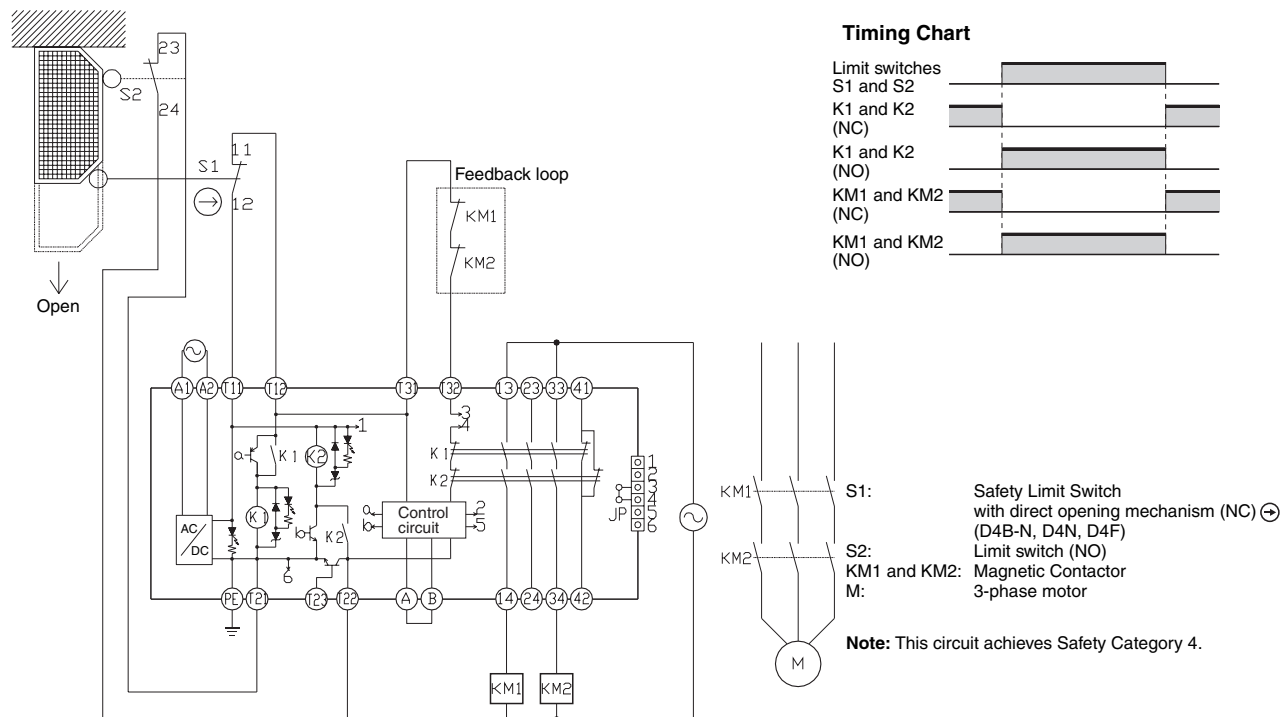 23
S2
24
11
S1
12
Open
Feedback loop
KM1
KM2
A1 A2 T11 T12 T31 T32 13 23 33 41
1
3
4
K1 K2
K1
K2
a
K1
b
K2
a
b
Control
circuit
2
5
AC/
DC
6
JP
1
2
3
4
5
6
PE T21 T23 T22 A B 14 24 34 42
KM1 KM2
Timing Chart
Limit switches
S1 and S2
K1 and K2
(NC)
K1 and K2
(NO)
KM1 and KM2
(NC)
KM1 and KM2
(NO)
KM1
KM2
M
S1: Safety Limit Switch
with direct opening mechanism (NC)
(D4B-N, D4N, D4F)
S2: Limit switch (NO)
KM1 and KM2: Magnetic Contactor
M: 3-phase motor
Note: This circuit achieves Safety Category 4.